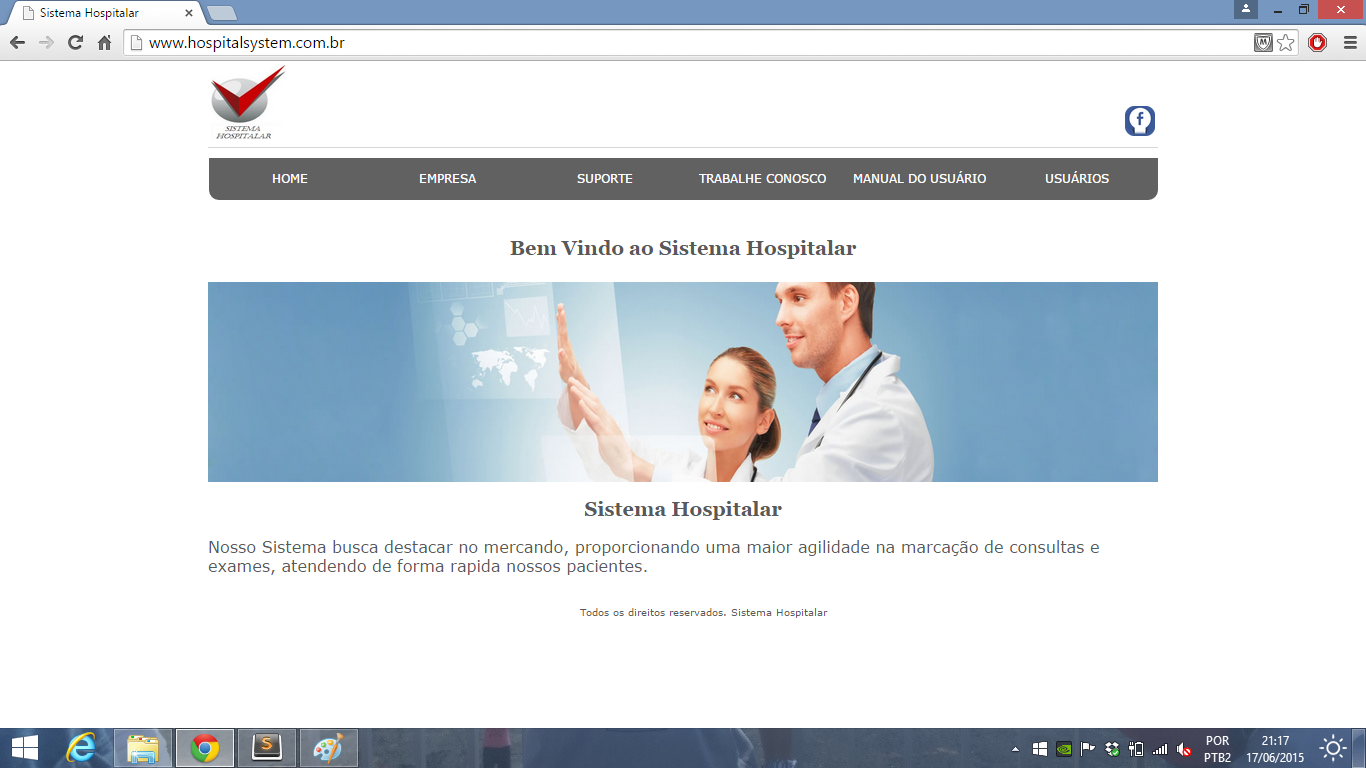 Sistema Hospitalar
www.hospitalsystem.com.br
SISTEMA
HOSPITALAR
HOME EMPRESA SUPORTE TRABALHE CONOSCO MANUAL DO USUÁRIO USUÁRIOS
Bem Vindo ao Sistema Hospitalar
Sistema Hospitalar
Nosso Sistema busca destacar no mercando, proporcionando uma maior agilidade na marcação de consultas e
exames, atendendo de forma rapida nossos pacientes.
Todos os direitos reservados. Sistema Hospitalar
POR 21:17
PTB2 17/06/2015